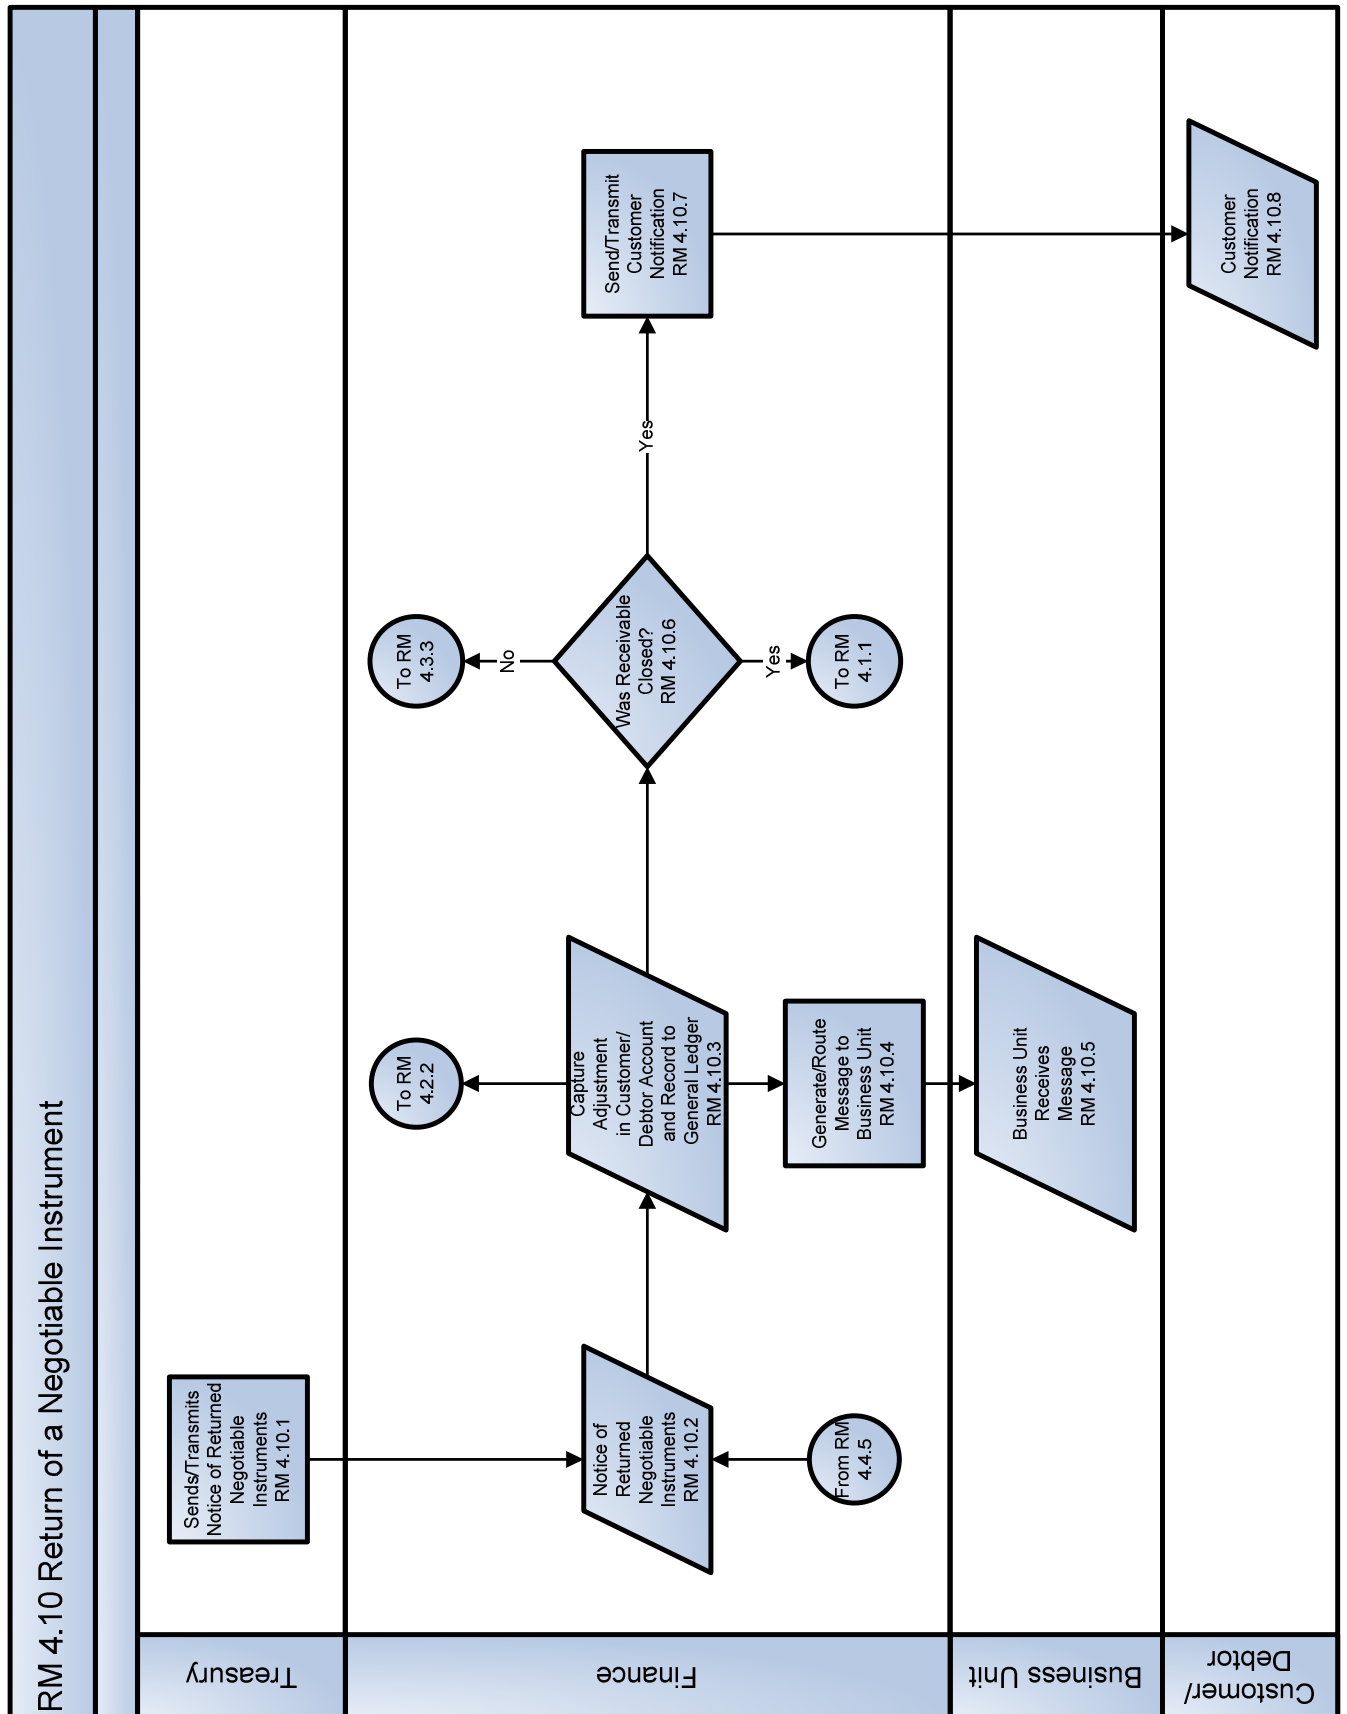 RM 4.10 Return of a Negotiable Instrument
Treasury
Sends/Transmits
Notice of Returned
Negotiable
Instruments
RM 4.10.1
Finance
Notice of
Returned
Negotiable
Instruments
RM 4.10.2
From RM
4.4.5
Capture
Adjustment
in Customer/
Debtor Account
and Record to
General Ledger
RM 4.10.3
To RM
4.2.2
Generate/Route
Message to
Business Unit
RM 4.10.4
Was Receivable
Closed?
RM 4.10.6
No
To RM
4.3.3
Yes
To RM
4.1.1
Yes
Send/Transmit
Customer
Notification
RM 4.10.7
Business Unit
Business Unit
Receives
Message
RM 4.10.5
Customer/
Debtor
Customer
Notification
RM 4.10.8